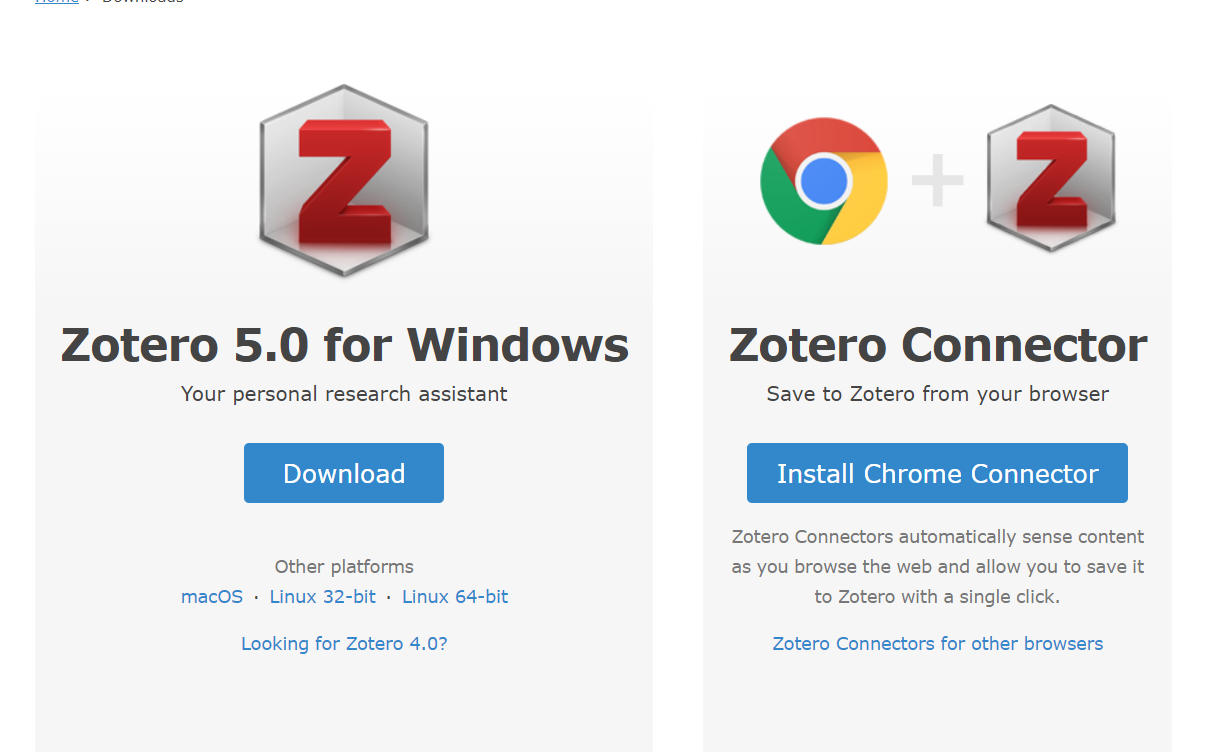 Zotero 5.0 for Windows
Your personal research assistant
Download
Other platforms
macOS · Linux 32-bit · Linux 64-bit
Looking for Zotero 4.0?
Zotero Connector
Save to Zotero from your browser
Install Chrome Connector
Zotero Connectors automatically sense content
as you browse the web and allow you to save it
to Zotero with a single click.
Zotero Connectors for other browsers